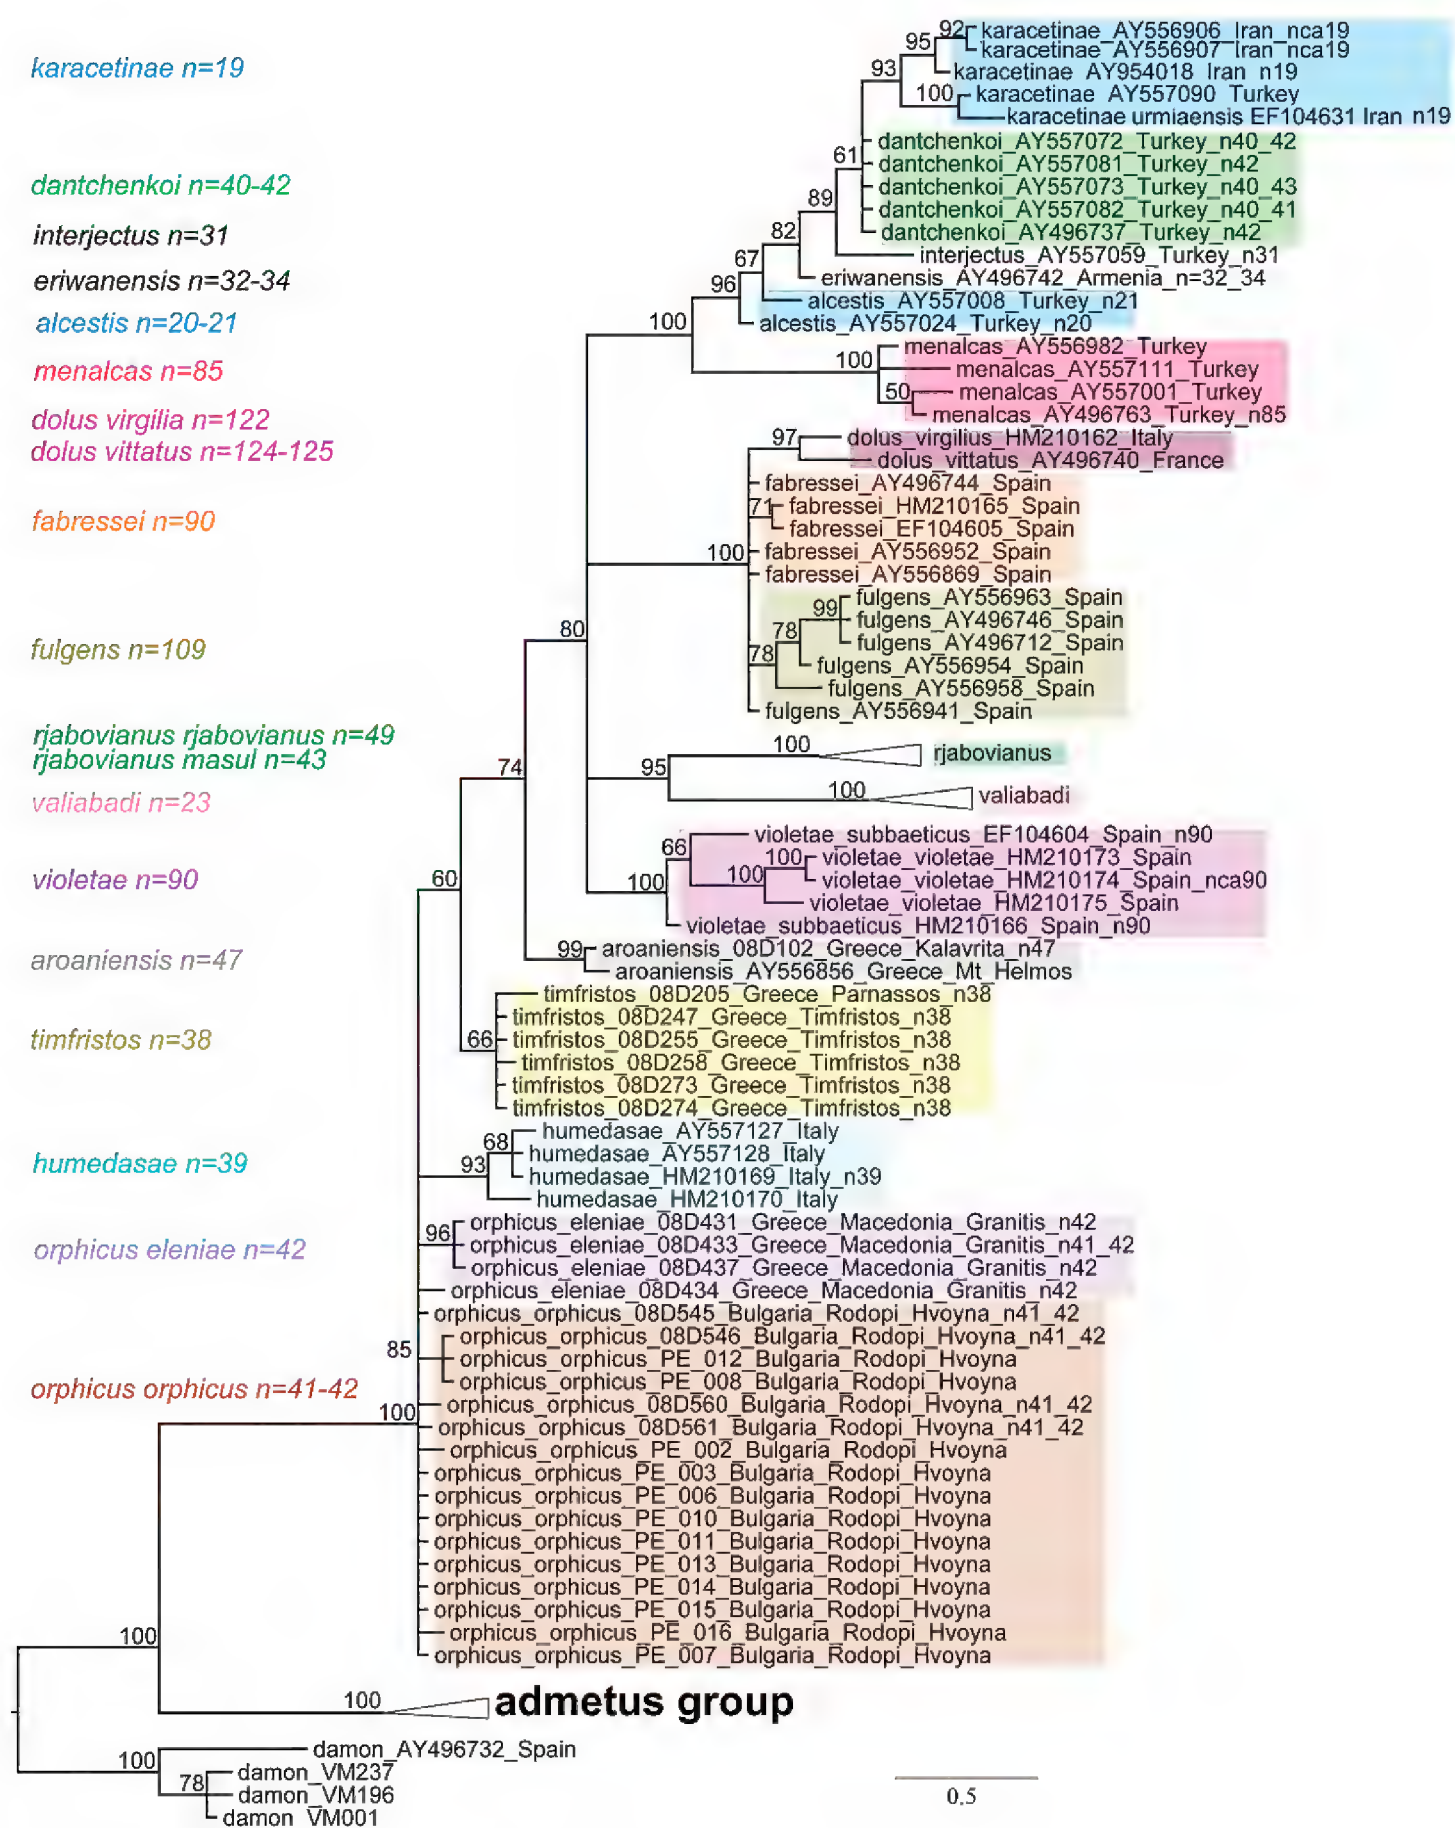 karacetinae n=19
dantchenkoi n=40-42
interjectus n=31
eriwanensis n=32-34
alcestis n=20-21
menalcas n=85
dolus virgilia n=122
dolus vittatus n=124-125
fabressei n=90
fulgens n=109
rjabovianus rjabovianus n=49
rjabovianus masul n=43
valiabadi n=23
violetae n=90
aroaniensis n=47
timfristos n=38
humedasae n=39
orphicus eleniae n=42
orphicus orphicus n=41-42
92 karacetinae_AY556906_Iran_nca19
95 karacetinae_AY556907_Iran_nca19
93 karacetinae_AY954018_Iran_n19
100 karacetinae_AY557090_Turkey
karacetinae urmiaensis EF104631 Iran n19
dantchenkoi_AY557072_Turkey_n40_42
61 dantchenkoi_AY557081_Turkey_n42
dantchenkoi_AY557073_Turkey_n40_43
89 dantchenkoi_AY557082_Turkey_n40_41
82 dantchenkoi_AY496737_Turkey_n42
67 interjectus_AY557059_Turkey_n31
96 eriwanensis_AY496742_Armenia_n=32_34
alcestis_AY557008_Turkey_n21
100 alcestis_AY557024_Turkey_n20
menalcas_AY556982_Turkey
100 menalcas_AY557111_Turkey
50 menalcas_AY557001_Turkey
menalcas_AY496763_Turkey_n85
97 dolus_virgilius_HM210162_Italy
dolus_vittatus_AY496740_France
fabressei_AY496744_Spain
71 fabressei_HM210165_Spain
fabressei_EF104605_Spain
100 fabressei_AY556952_Spain
fabressei_AY556869_Spain
fulgens_AY556963_Spain
99 fulgens_AY496746_Spain
80 78 fulgens_AY496712_Spain
78 fulgens_AY556954_Spain
fulgens_AY556958_Spain
fulgens_AY556941_Spain
100 rjabovianus
74 95
100 valiabadi
violetae_subbaeticus_EF104604_Spain_n90
66 100 violetae_violetae_HM210173_Spain
60 100 100 violetae_violetae_HM210174_Spain_nca90
violetae_violetae_HM210175_Spain
violetae_subbaeticus_HM210166_Spain_n90
99 aroaniensis_08D102_Greece_Kalavrita_n47
aroaniensis_AY556856_Greece_Mt_Helmos
timfristos_08D205_Greece_Parnassos_n38
timfristos_08D247_Greece_Timfristos_n38
66 timfristos_08D255_Greece_Timfristos_n38
timfristos_08D258_Greece_Timfristos_n38
timfristos_08D273_Greece_Timfristos_n38
timfristos_08D274_Greece_Timfristos_n38
humedasae_AY557127_Italy
68 humedasae_AY557128_Italy
93 humedasae_HM210169_Italy_n39
humedasae_HM210170_Italy
96 orphicus_eleniae_08D431_Greece_Macedonia_Granitis_n42
orphicus_eleniae_08D433_Greece_Macedonia_Granitis_n41_42
orphicus_eleniae_08D437_Greece_Macedonia_Granitis_n42
orphicus_eleniae_08D434_Greece_Macedonia_Granitis_n42
orphicus_orphicus_08D545_Bulgaria_Rodopi_Hvoyna_n41_42
85 orphicus_orphicus_08D546_Bulgaria_Rodopi_Hvoyna_n41_42
orphicus_orphicus_PE_012_Bulgaria_Rodopi_Hvoyna
orphicus_orphicus_PE_008_Bulgaria_Rodopi_Hvoyna
100 orphicus_orphicus_08D560_Bulgaria_Rodopi_Hvoyna_n41_42
orphicus_orphicus_08D561_Bulgaria_Rodopi_Hvoyna_n41_42
orphicus_orphicus_PE_002_Bulgaria_Rodopi_Hvoyna
orphicus_orphicus_PE_003_Bulgaria_Rodopi_Hvoyna
orphicus_orphicus_PE_006_Bulgaria_Rodopi_Hvoyna
orphicus_orphicus_PE_010_Bulgaria_Rodopi_Hvoyna
orphicus_orphicus_PE_011_Bulgaria_Rodopi_Hvoyna
orphicus_orphicus_PE_013_Bulgaria_Rodopi_Hvoyna
orphicus_orphicus_PE_014_Bulgaria_Rodopi_Hvoyna
orphicus_orphicus_PE_015_Bulgaria_Rodopi_Hvoyna
100 orphicus_orphicus_PE_016_Bulgaria_Rodopi_Hvoyna
orphicus_orphicus_PE_007_Bulgaria_Rodopi_Hvoyna
100 admetus group
100 damon_AY496732_Spain
78 damon_VM237
damon_VM196
damon_VM001
0.5